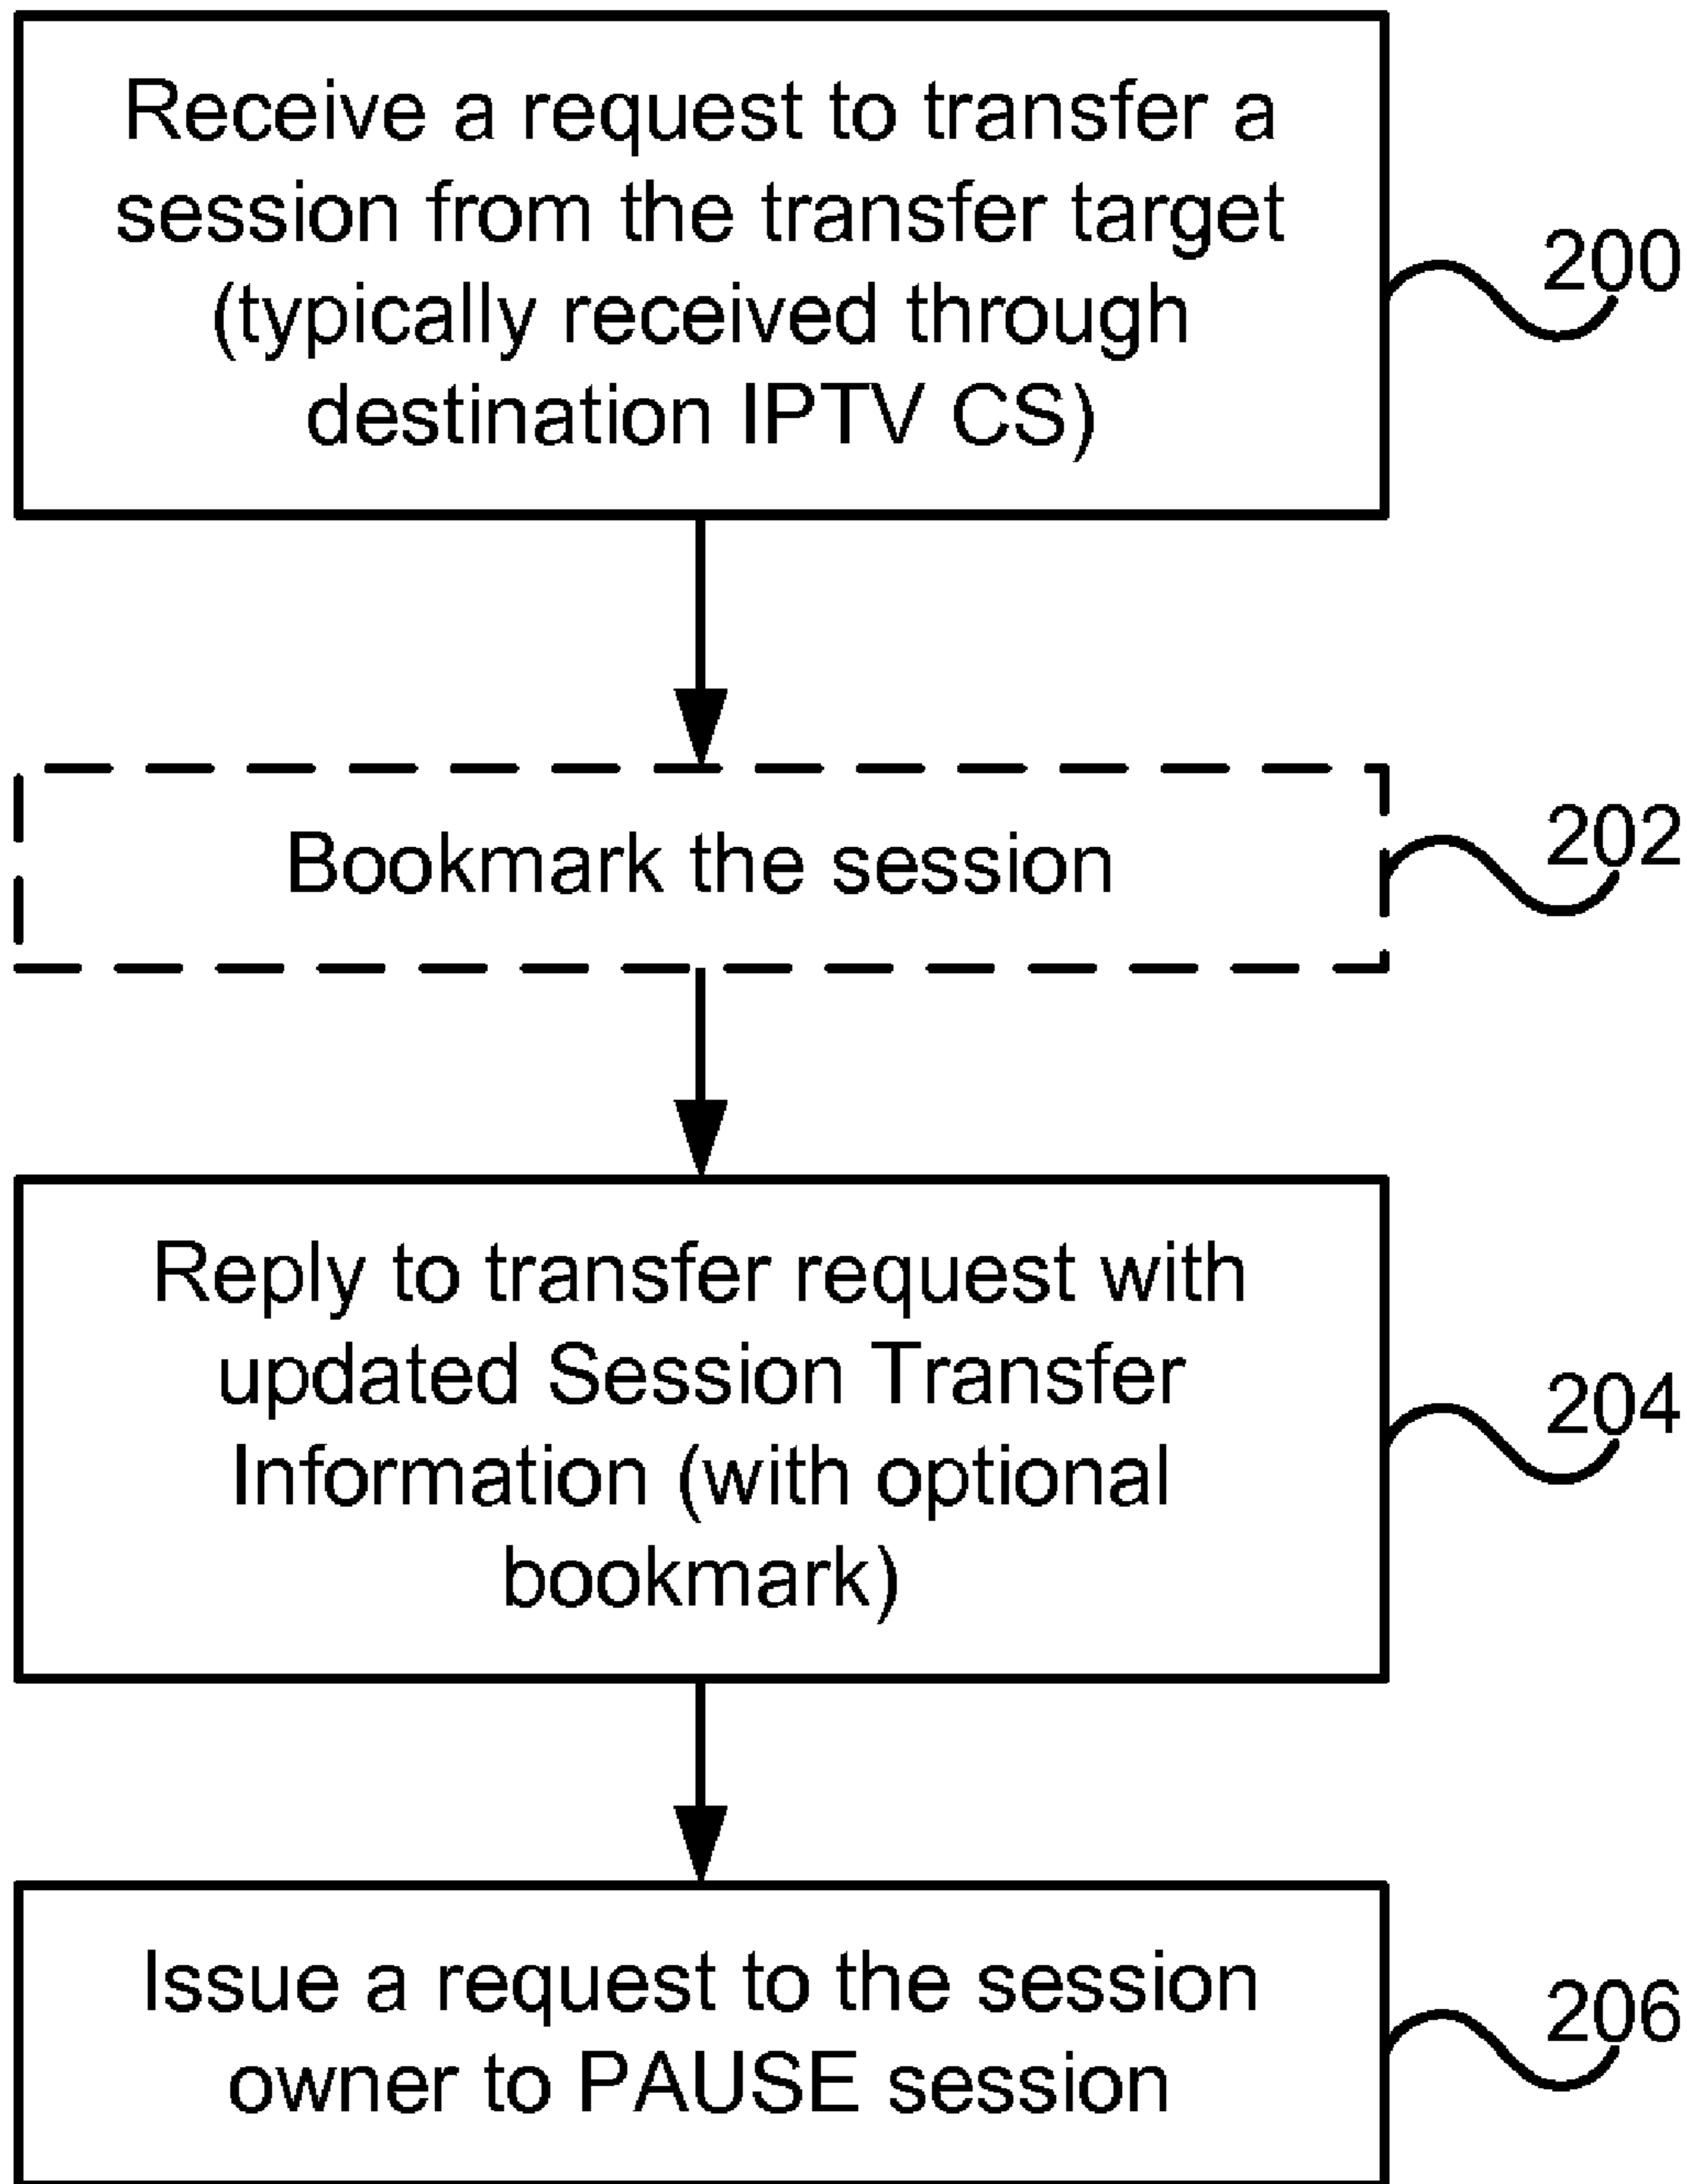 Receive a request to transfer a
session from the transfer target
(typically received through
destination IPTV CS)
200
Bookmark the session
202
Reply to transfer request with
updated Session Transfer
Information (with optional
bookmark)
204
Issue a request to the session
owner to PAUSE session
206